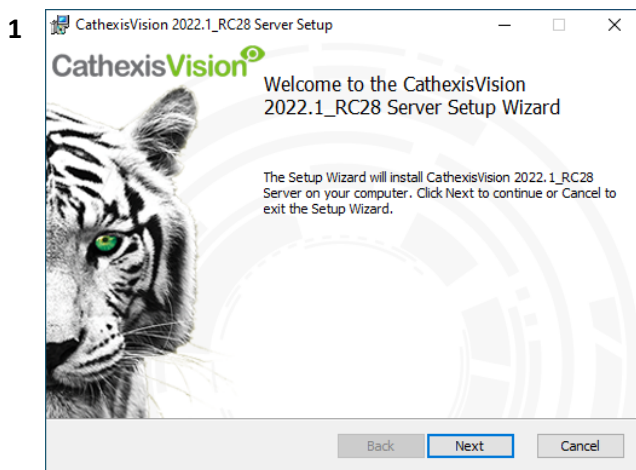 1
CathexisVision 2022.1_RC28 Server Setup
CathexisVision
Welcome to the CathexisVision
2022.1_RC28 Server Setup Wizard
The Setup Wizard will install CathexisVision 2022.1_RC28
Server on your computer. Click Next to continue or Cancel to
exit the Setup Wizard.
Back Next Cancel